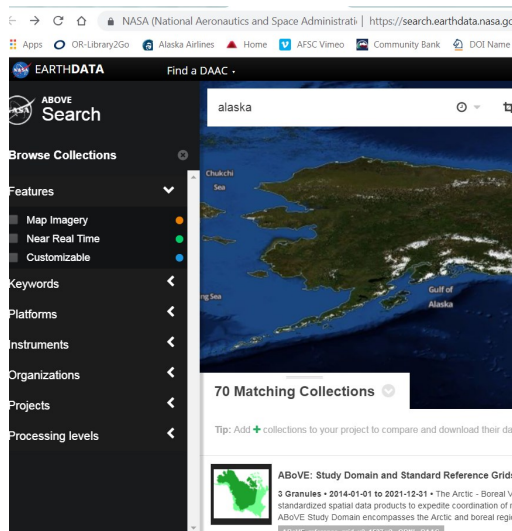 NASA (National Aeronautics and Space Administrati | https://search.earthdata.nasa.go
Apps OR-Library2Go Alaska Airlines Home AFSC Vimeo Community Bank DOI Name
NASA EARTHDATA Find a DAAC
NASA ABOVE
Search
alaska
Browse Collections
Features
Map Imagery
Near Real Time
Customizable
Keywords
Platforms
Instruments
Organizations
Projects
Processing levels
Chukchi
Sea
ng Sea
Gulf of
Alaska
70 Matching Collections
Tip: Add + collections to your project to compare and download their da
ABoVE: Study Domain and Standard Reference Grids
3 Granules • 2014-01-01 to 2021-12-31 • The Arctic - Boreal V
standardized spatial data products to expedite coordination of
ABoVE Study Domain encompasses the Arctic and boreal regi